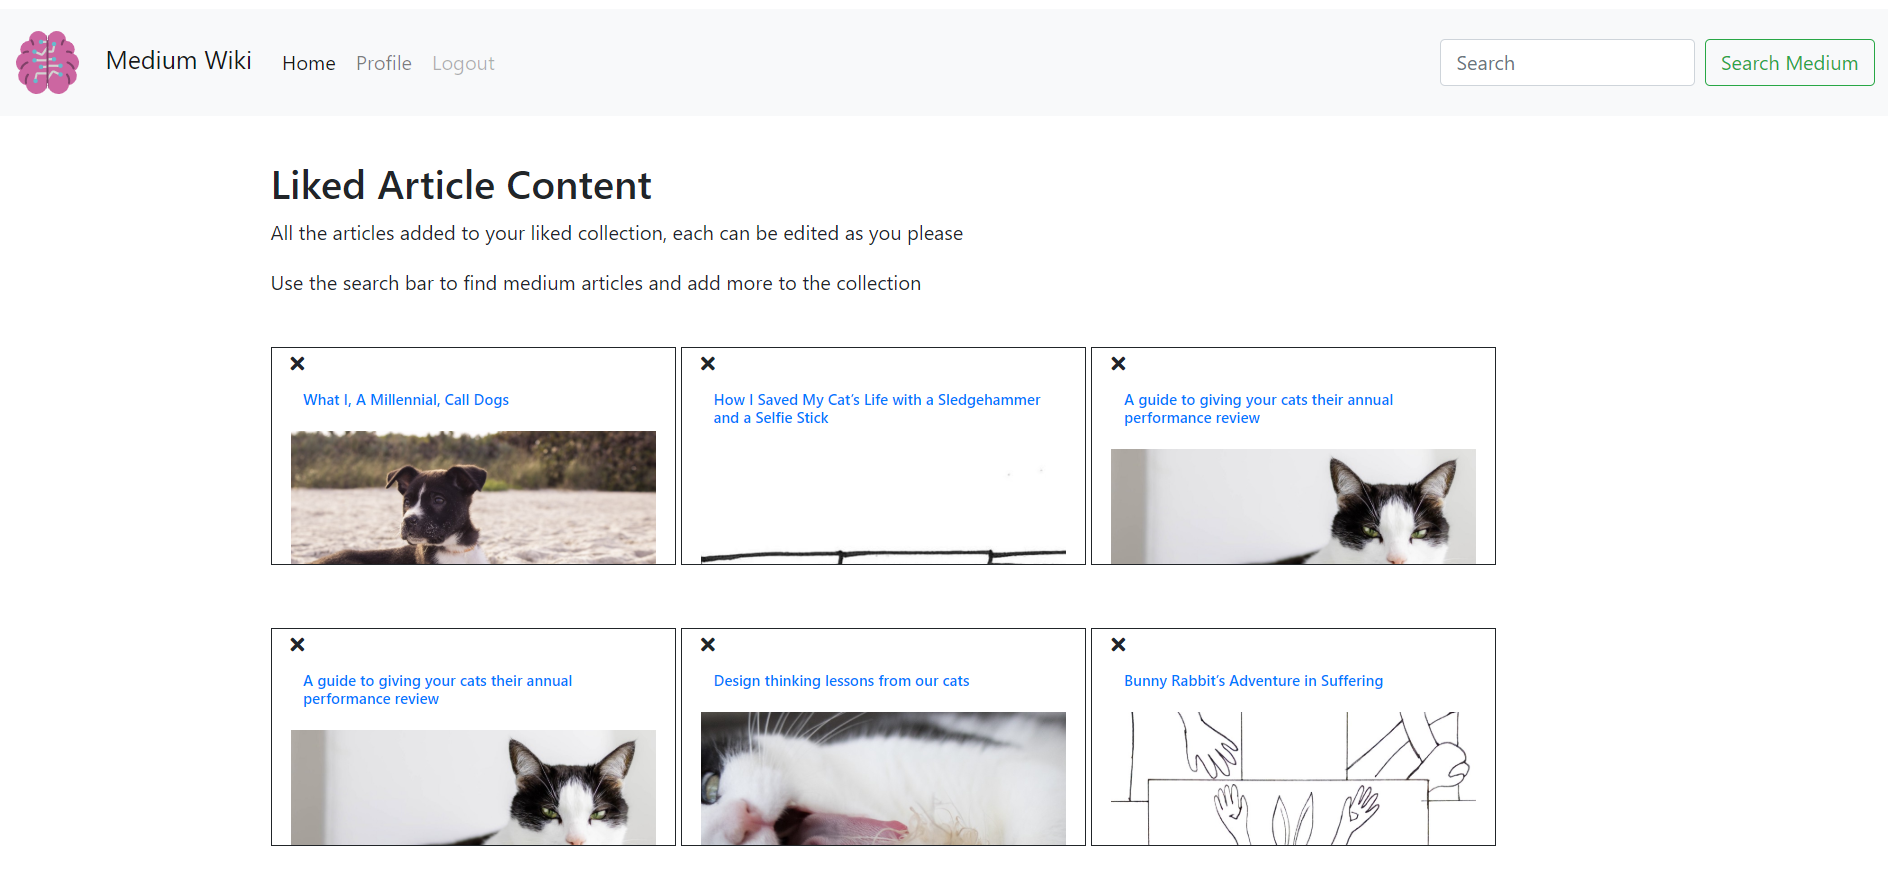 Medium Wiki Home Profile Logout Search Search Medium
Liked Article Content
All the articles added to your liked collection, each can be edited as you please
Use the search bar to find medium articles and add more to the collection
What I, A Millennial, Call Dogs
How I Saved My Cat’s Life with a Sledgehammer
and a Selfie Stick
A guide to giving your cats their annual
performance review
A guide to giving your cats their annual
performance review
Design thinking lessons from our cats
Bunny Rabbit’s Adventure in Suffering